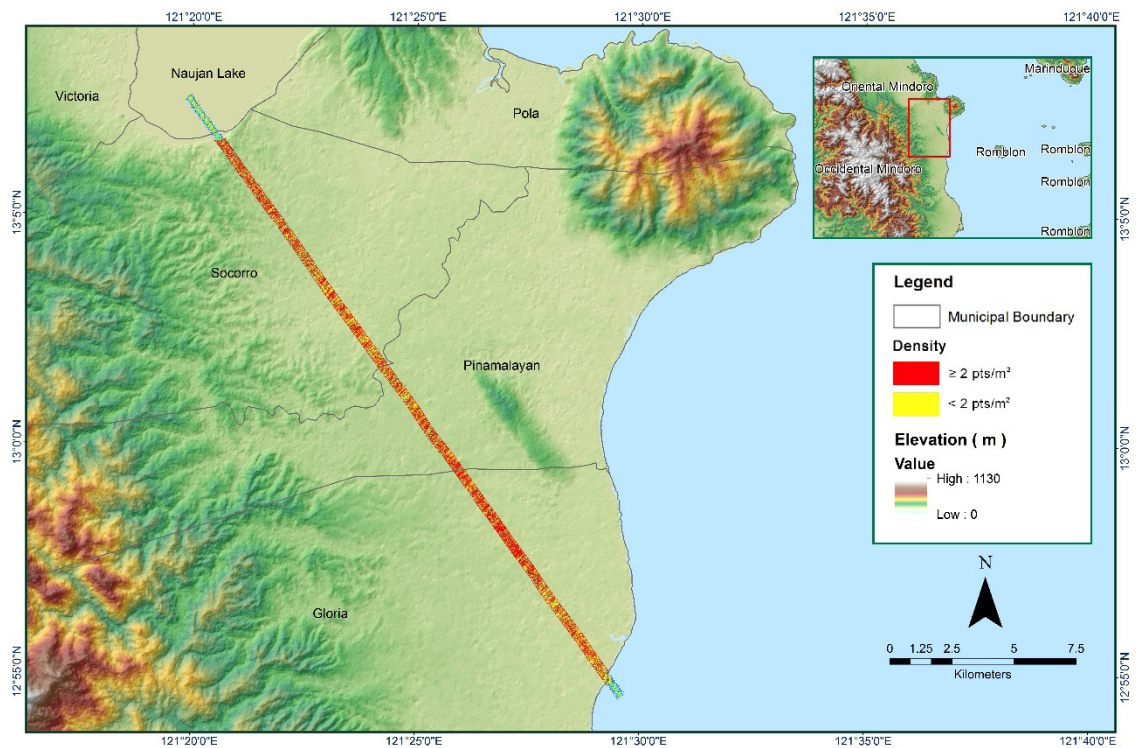 121°20'0"E
121°25'0"E
121°30'0"E
121°35'0"E
121°40'0"E
Naujan Lake
Victoria
Pola
Marinduque
Oriental Mindoro
Romblon
Romblon
Occidental Mindoro
Romblon
Romblon
13°5'0"N
13°5'0"N
Socorro
Legend
Municipal Boundary
Density
≥ 2 pts/m²
< 2 pts/m²
Pinamalayan
13°0'0"N
13°0'0"N
Elevation ( m )
Value
High : 1130
Low : 0
N
Gloria
0 1.25 2.5 5 7.5
Kilometers
12°55'0"N
12°55'0"N
121°20'0"E
121°25'0"E
121°30'0"E
121°35'0"E
121°40'0"E